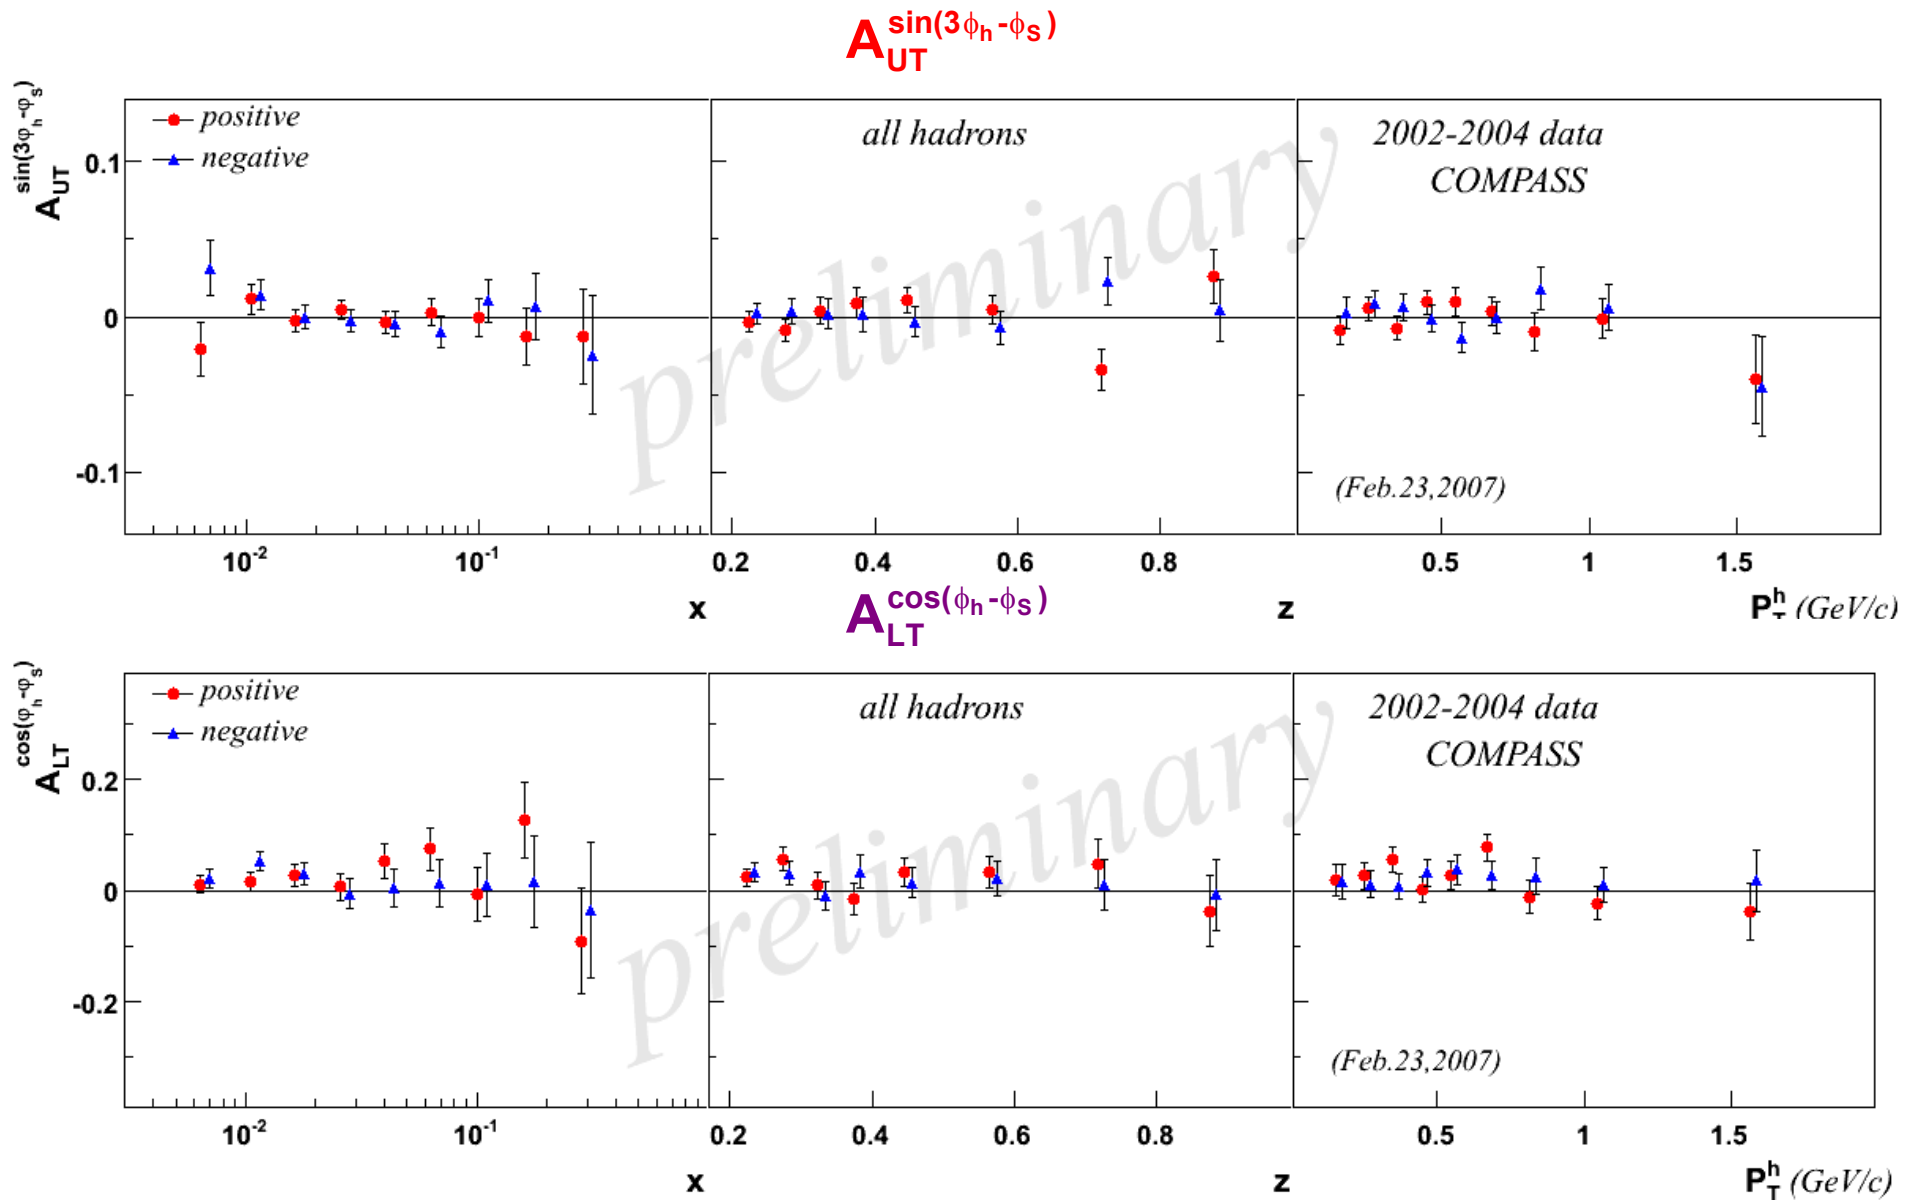 A_UT^sin(3ϕh-ϕS)
A_UT^sin(3φh-φS)
positive
negative
all hadrons
2002-2004 data
COMPASS
preliminary
(Feb.23,2007)
0.1
0
-0.1
10^-2 10^-1 0.2 0.4 0.6 0.8 0.5 1 1.5
x z P_T^h (GeV/c)
A_LT^cos(ϕh-ϕS)
A_LT^cos(φh-φS)
positive
negative
all hadrons
2002-2004 data
COMPASS
preliminary
(Feb.23,2007)
0.2
0
-0.2
10^-2 10^-1 0.2 0.4 0.6 0.8 0.5 1 1.5
x z P_T^h (GeV/c)